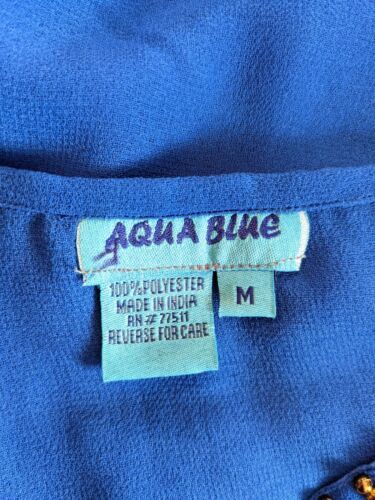 AQUA BLUE
100% POLYESTER
MADE IN INDIA
RN # 77511
REVERSE FOR CARE
M